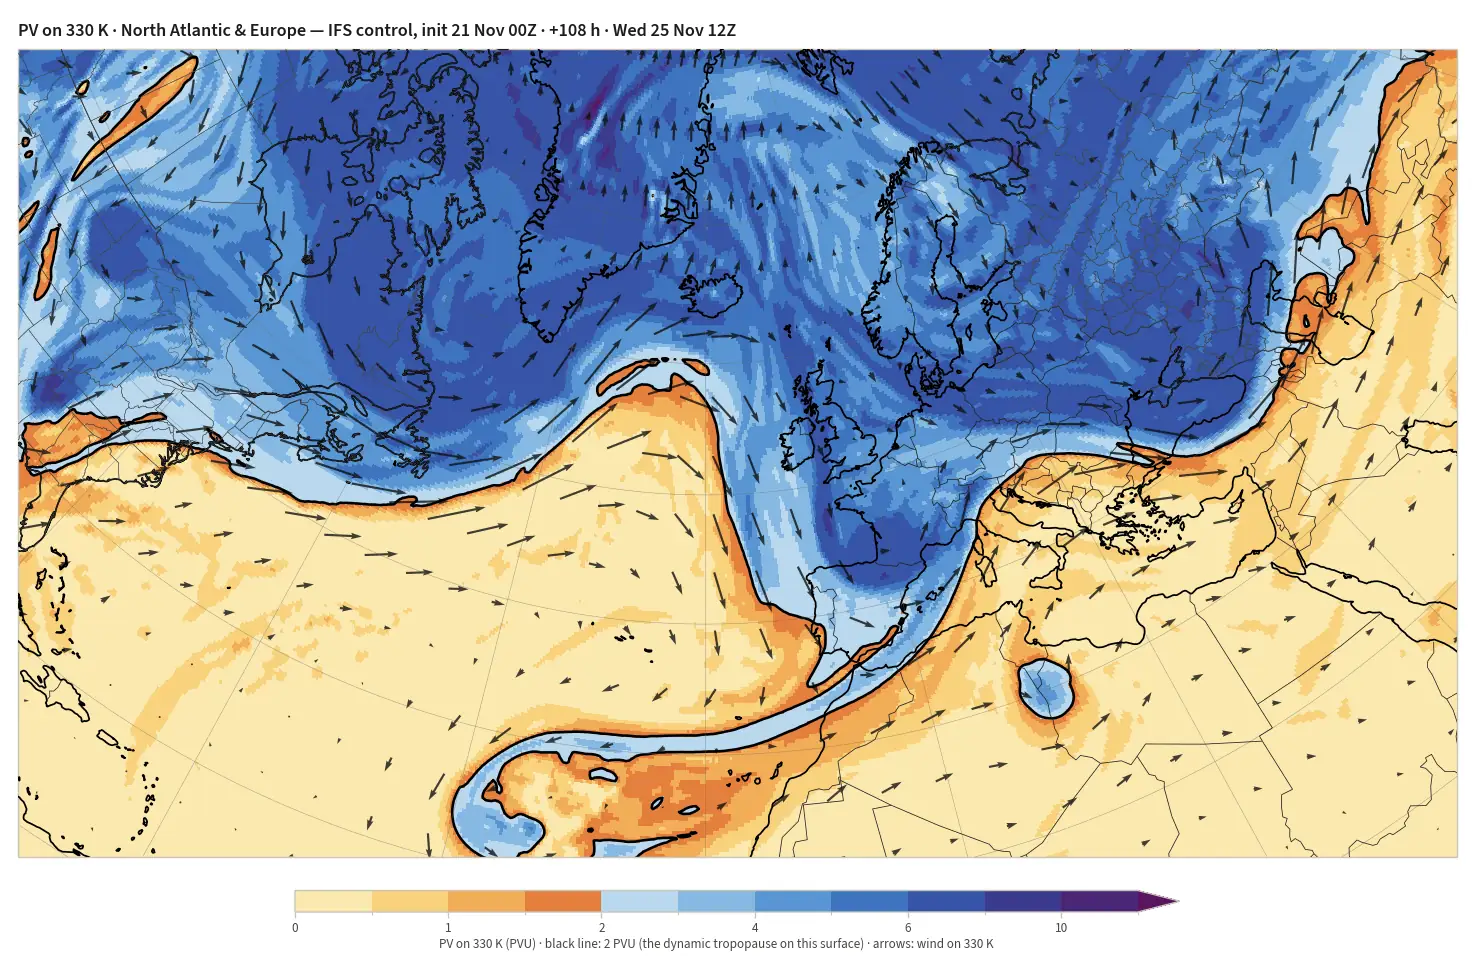 PV on 330 K · North Atlantic & Europe — IFS control, init 21 Nov 00Z · +108 h · Wed 25 Nov 12Z
0 1 2 4 6 10
PV on 330 K (PVU) · black line: 2 PVU (the dynamic tropopause on this surface) · arrows: wind on 330 K